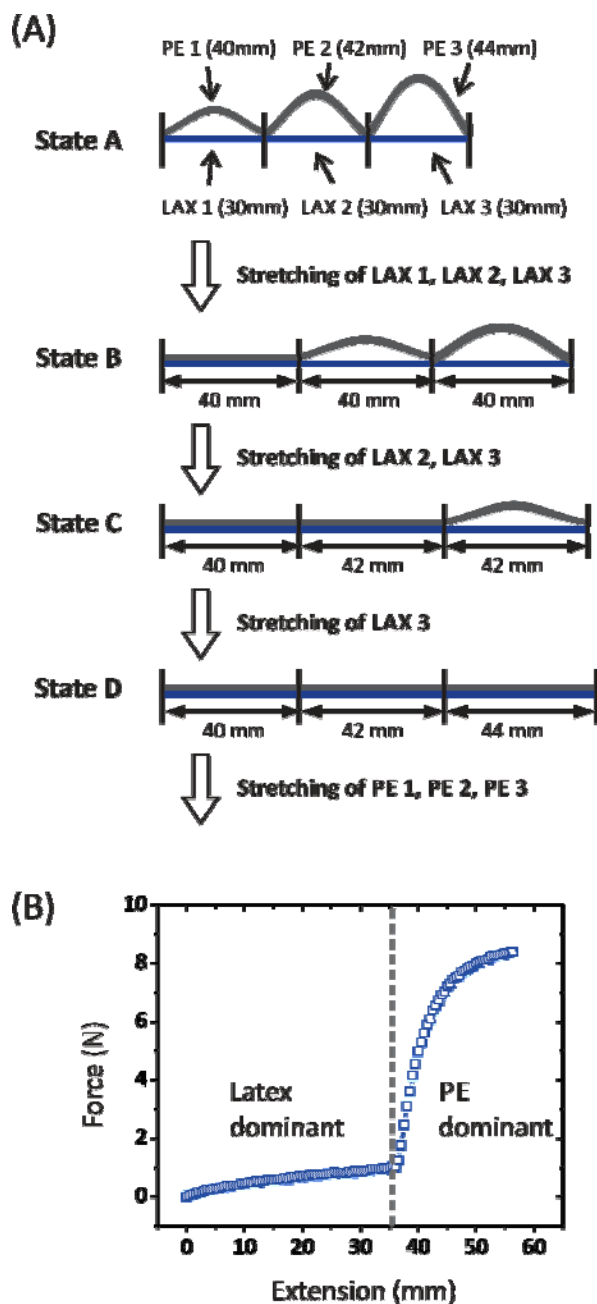 (A)
PE 1 (40mm) PE 2 (42mm) PE 3 (44mm)
State A
LAX 1 (30mm) LAX 2 (30mm) LAX 3 (30mm)
Stretching of LAX 1, LAX 2, LAX 3
State B
40 mm 40 mm 40 mm
Stretching of LAX 2, LAX 3
State C
40 mm 42 mm 42 mm
Stretching of LAX 3
State D
40 mm 42 mm 44 mm
Stretching of PE 1, PE 2, PE 3
(B)
10
8
6
4
2
0
Force (N)
Latex
dominant
PE
dominant
0 10 20 30 40 50 60
Extension (mm)